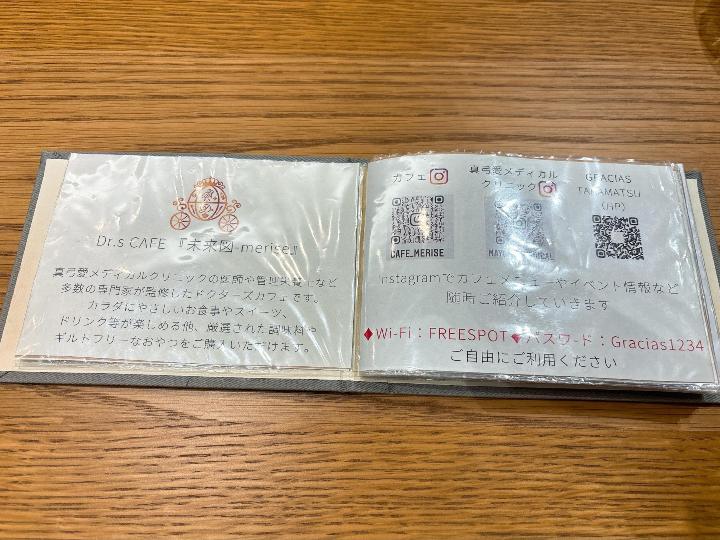 Dr.s CAFE 『未来図-merise』
真弓愛メディカルクリニックの医師や管理栄養士など
多数の専門家が監修したドクターズカフェです。
カラダにやさしいお食事やスイーツ、
ドリンク等が楽しめる他、厳選された調味料や
ギルトフリーなおやつをご購入いただけます。
カフェ
CAFE_MERISE
真弓愛メディカル
クリニック
GRACIAS
TAKAMATSU
(HP)
Instagramでカフェメニューやイベント情報など
随時ご紹介していきます
♦Wi-Fi：FREESPOT♦パスワード：Gracias1234
ご自由にご利用ください